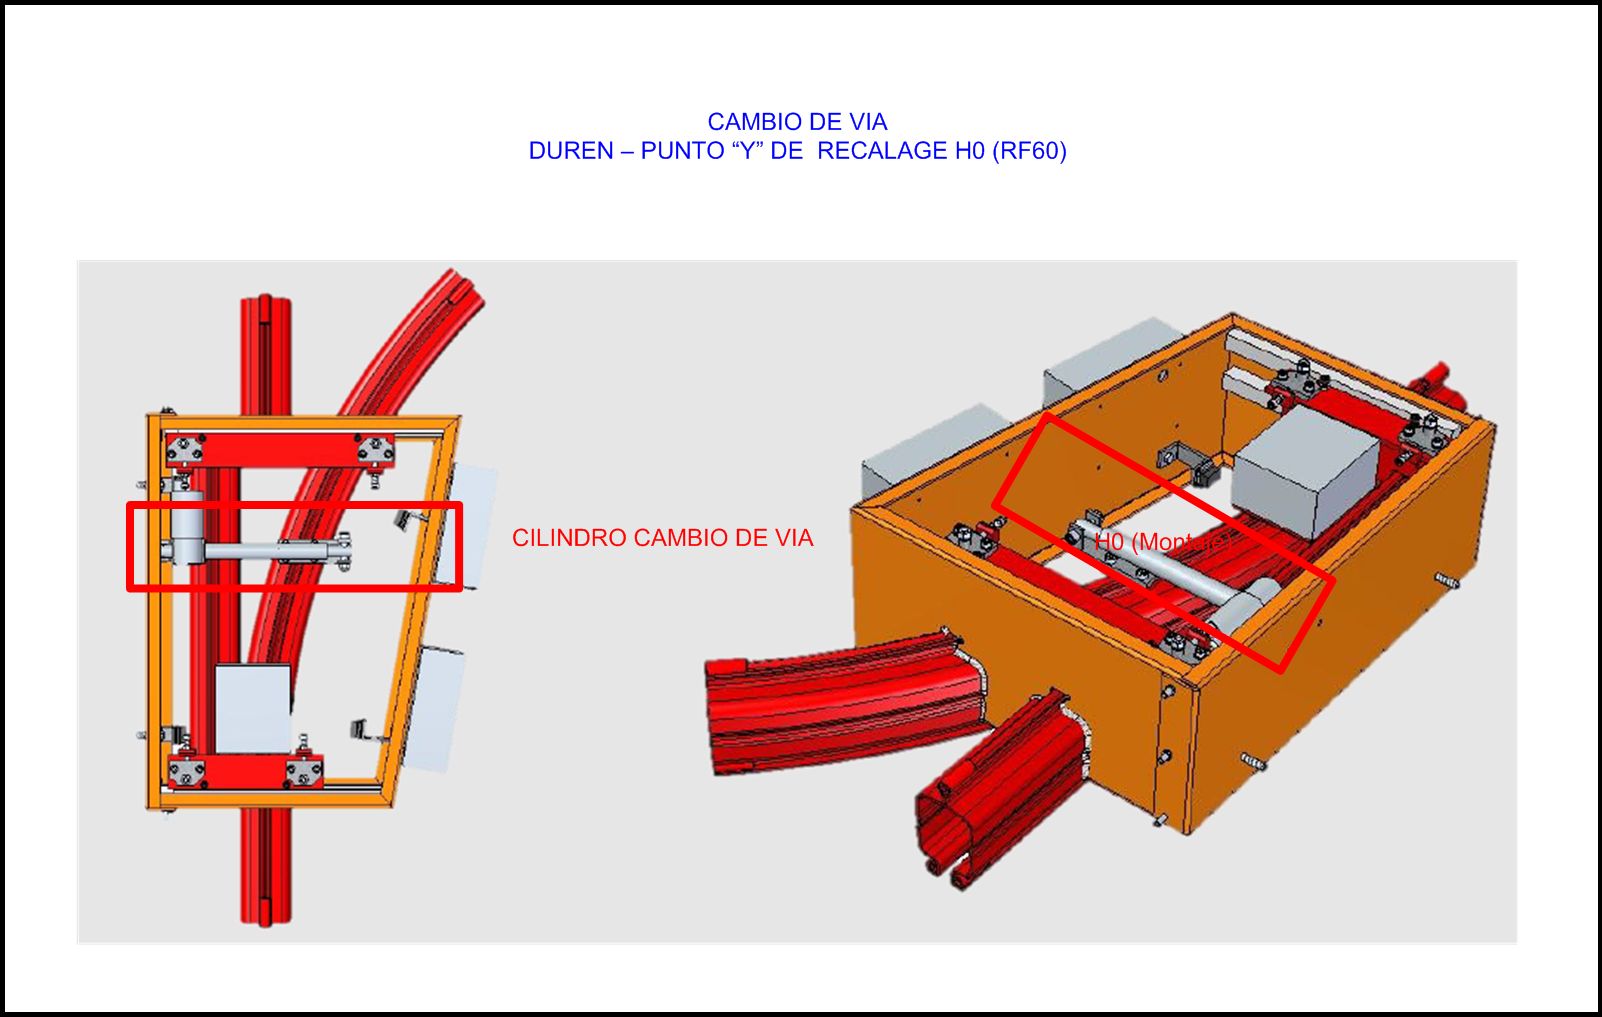 CAMBIO DE VIA
DUREN – PUNTO “Y” DE RECALAGE H0 (RF60)
CILINDRO CAMBIO DE VIA
H0 (Montaje)